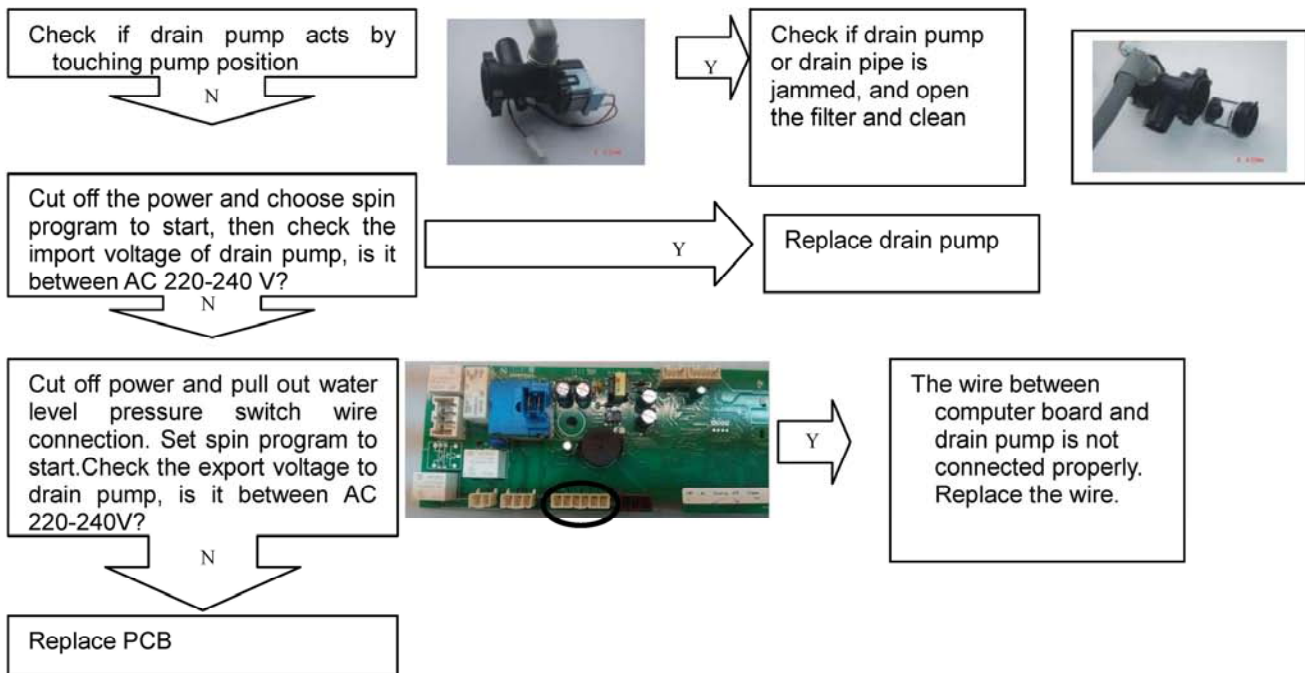 Check if drain pump acts by
touching pump position
N
Y
Check if drain pump
or drain pipe is
jammed, and open
the filter and clean
Cut off the power and choose spin
program to start, then check the
import voltage of drain pump, is it
between AC 220-240 V?
N
Y
Replace drain pump
Cut off power and pull out water
level pressure switch wire
connection. Set spin program to
start.Check the export voltage to
drain pump, is it between AC
220-240V?
N
Y
The wire between
computer board and
drain pump is not
connected properly.
Replace the wire.
Replace PCB